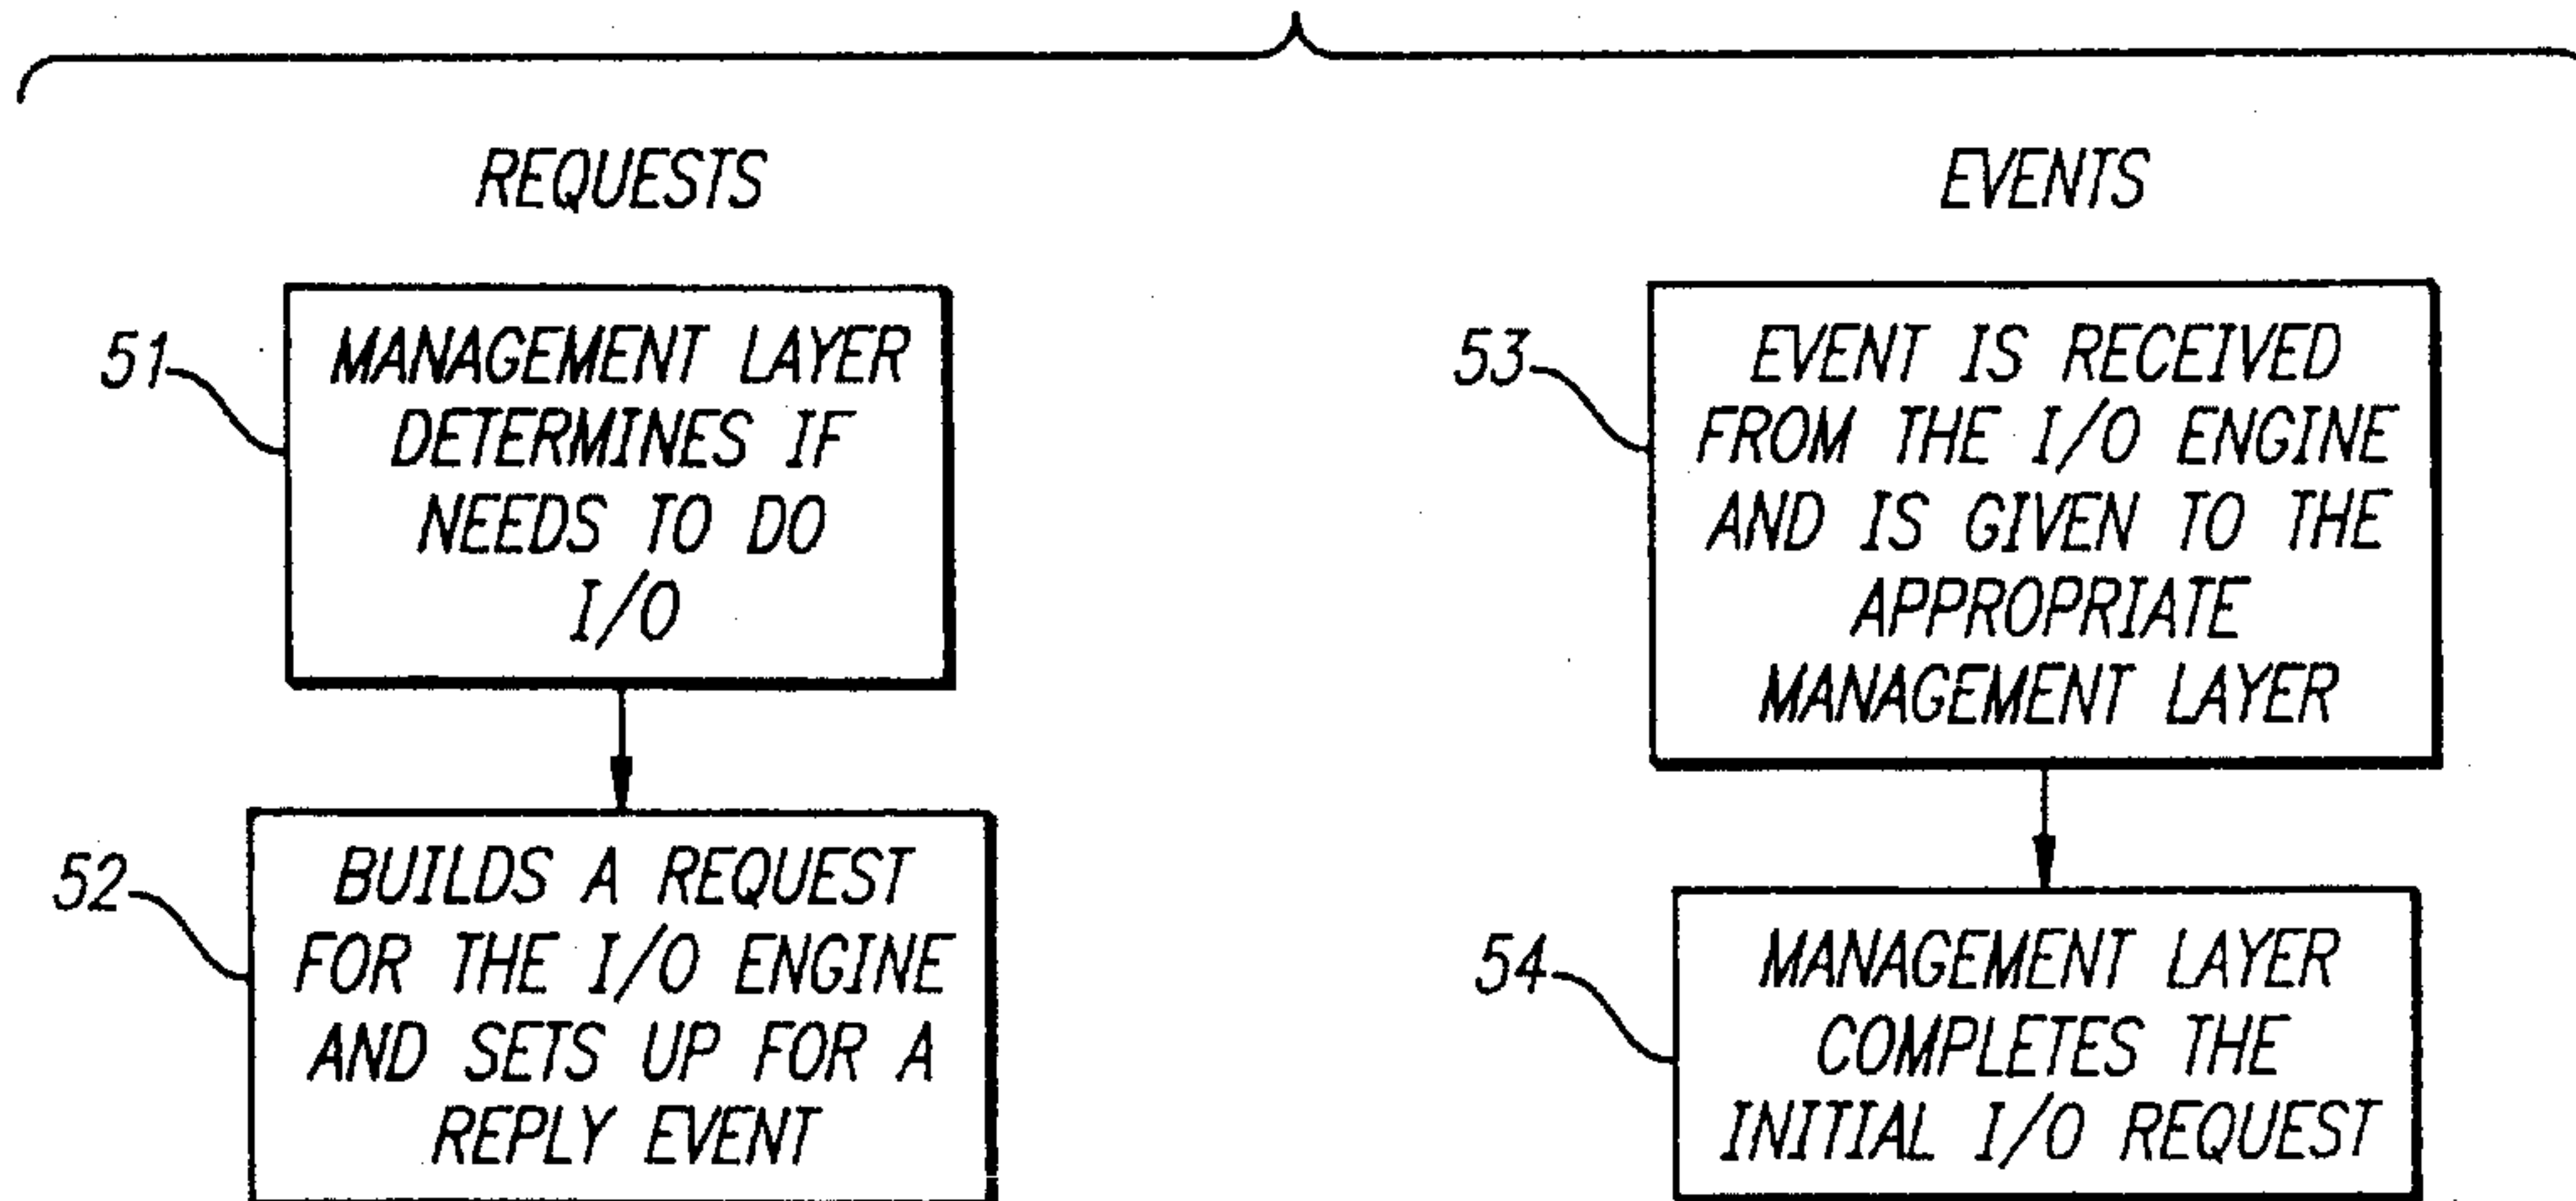 REQUESTS
51
MANAGEMENT LAYER
DETERMINES IF
NEEDS TO DO
I/O
52
BUILDS A REQUEST
FOR THE I/O ENGINE
AND SETS UP FOR A
REPLY EVENT
EVENTS
53
EVENT IS RECEIVED
FROM THE I/O ENGINE
AND IS GIVEN TO THE
APPROPRIATE
MANAGEMENT LAYER
54
MANAGEMENT LAYER
COMPLETES THE
INITIAL I/O REQUEST